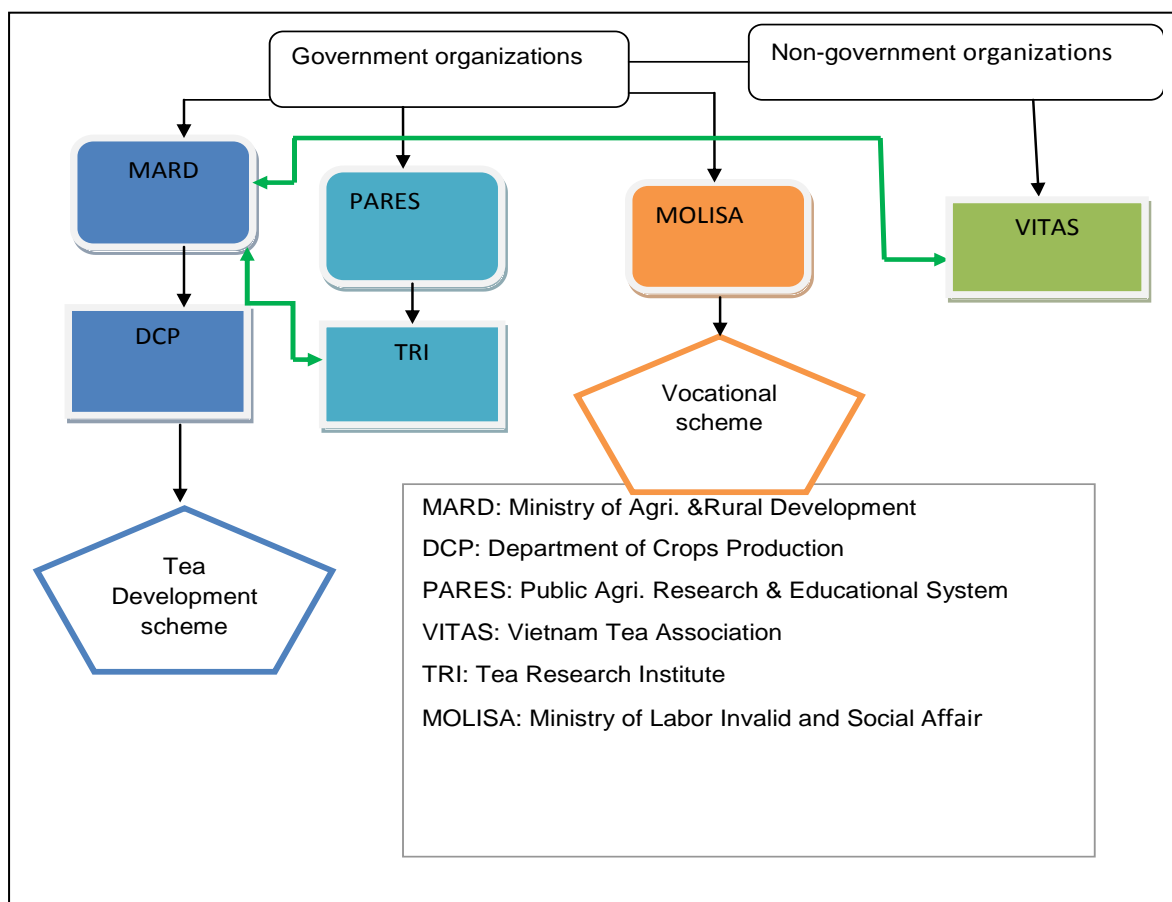 Government organizations
Non-government organizations
MARD
PARES
MOLISA
VITAS
DCP
TRI
Vocational
scheme
Tea
Development
scheme
MARD: Ministry of Agri. &Rural Development
DCP: Department of Crops Production
PARES: Public Agri. Research & Educational System
VITAS: Vietnam Tea Association
TRI: Tea Research Institute
MOLISA: Ministry of Labor Invalid and Social Affair